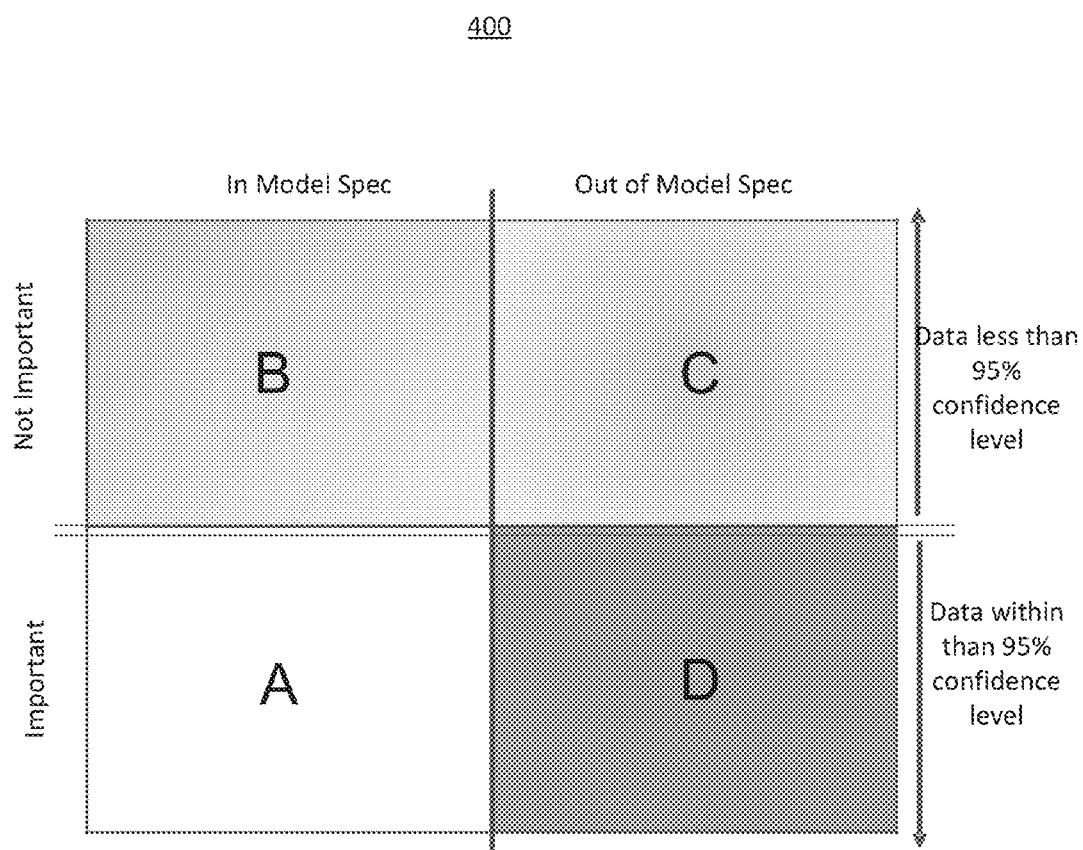 400
In Model Spec
Out of Model Spec
Not Important
B
C
Data less than
95%
confidence
level
Important
A
D
Data within
than 95%
confidence
level